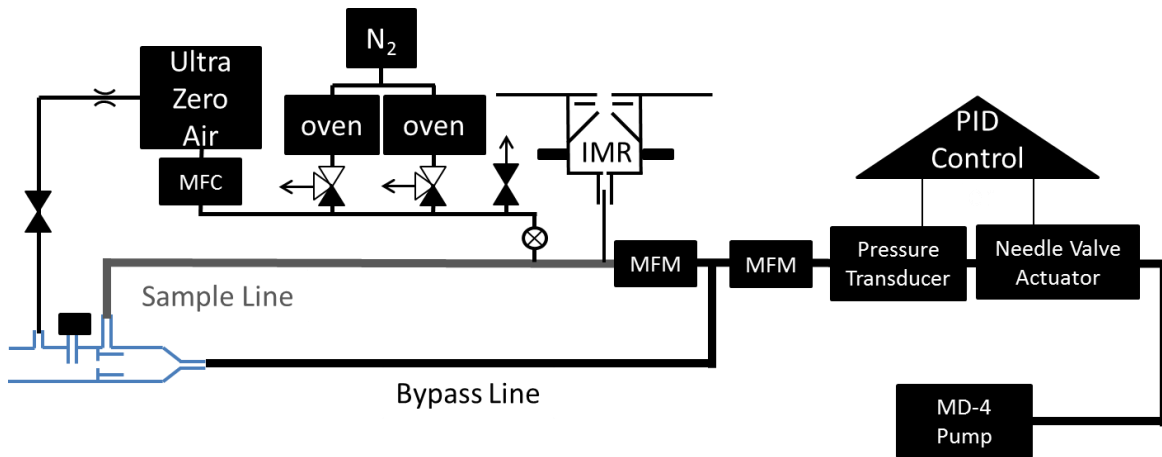 N₂
Ultra
Zero
Air
oven
oven
MFC
IMR
PID
Control
MFM
MFM
Pressure
Transducer
Needle Valve
Actuator
Sample Line
Bypass Line
MD-4
Pump